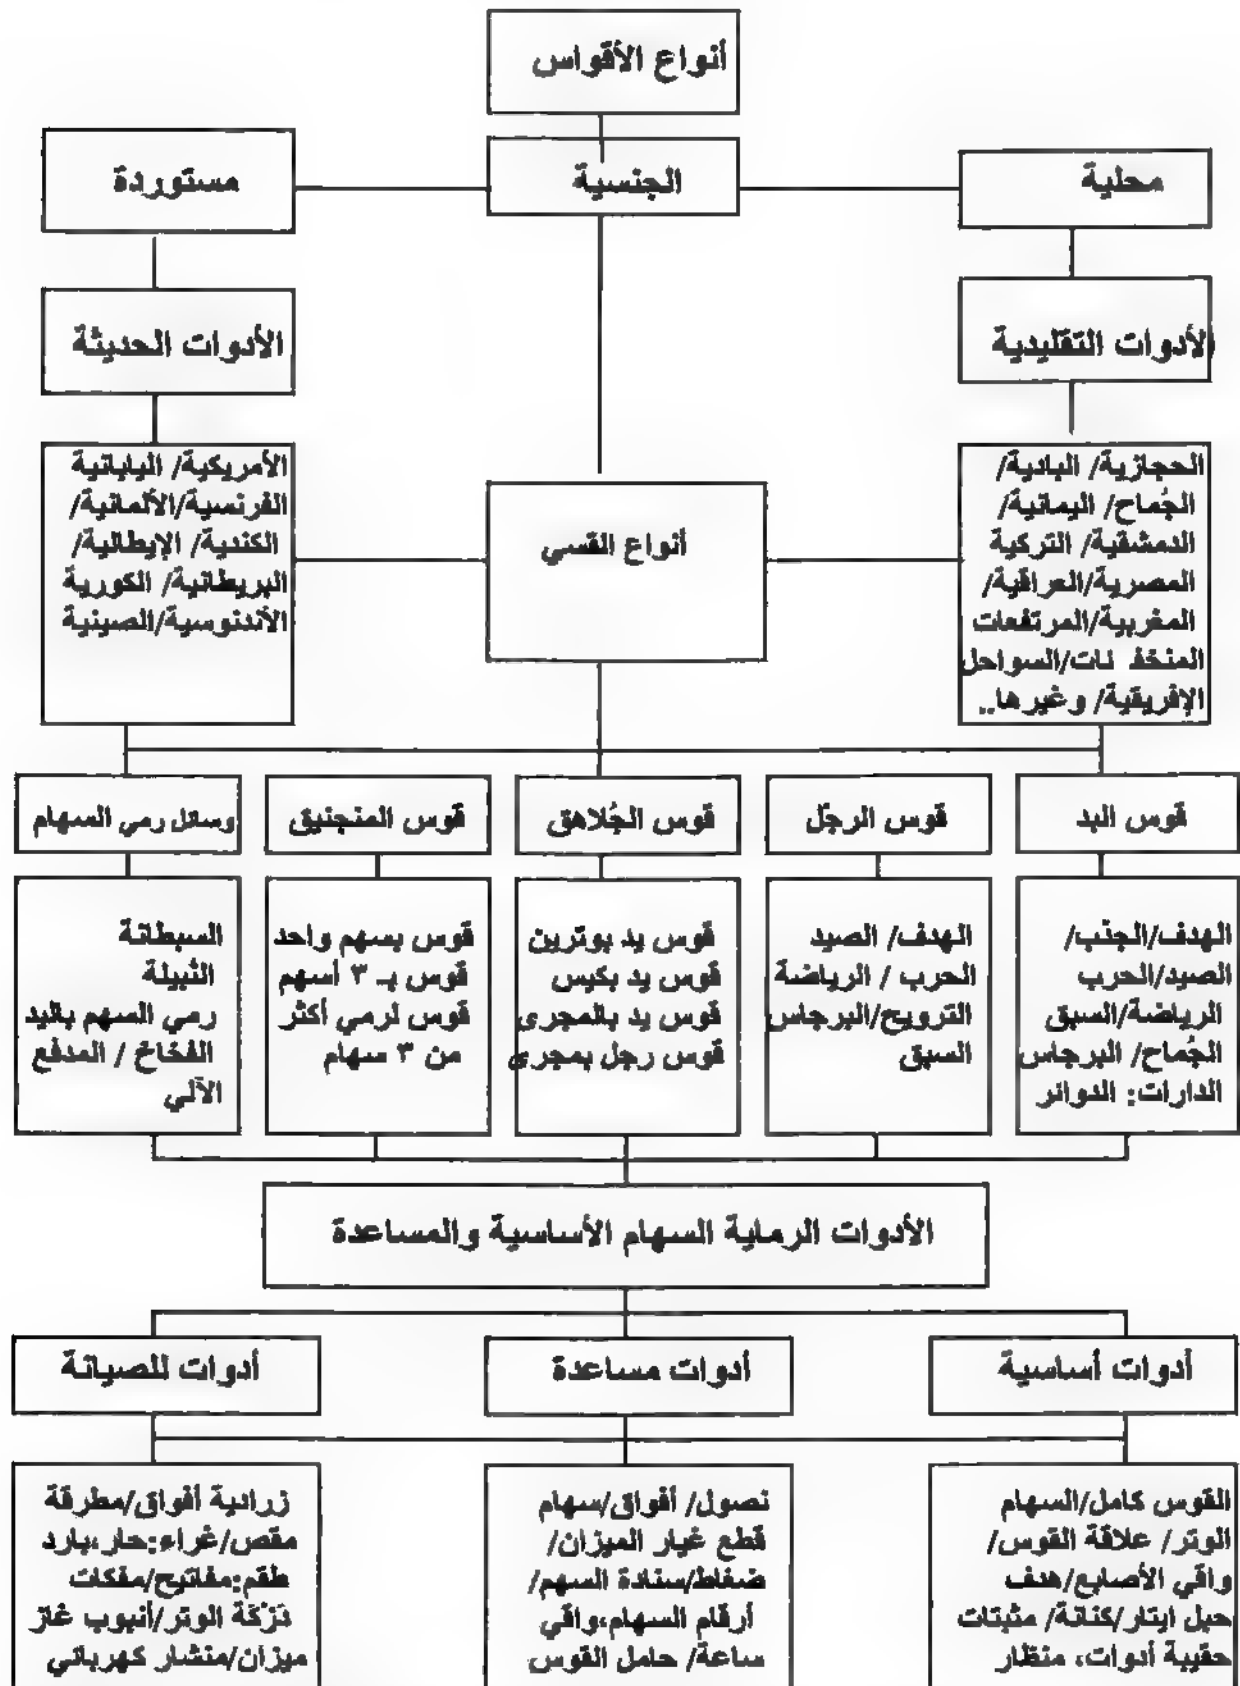 أنواع الأقواس
محلية
الجنسية
مستوردة
الأدوات التقليدية
الأدوات الحديثة
الحجازية/ البادية/
الجُماح/ اليمانية/
الدمشقية/ التركية
المصرية/العراقية/
المغربية/المرتفعات
نات/السواحل
الإفريقية/ وغيرها..
أنواع القسي
الأمريكية/ اليابانية
الفرنسية/الألمانية/
الكندية/ الإيطالية/
البريطانية/ الكورية
الأندنوسية/الصينية
قوس اليد
قوس الرجل
قوس الجُلاهق
قوس المنجنيق
وسائل رمي السهام
الهدف/الجنب/
الصيد/الحرب
الرياضة/السبق
الجُماح/ البرجاس
الدارات: الدوائر
الهدف/ الصيد
الحرب / الرياضة
الترويح/البرجاس
السبق
قوس يد بوترين
قوس يد بكيس
قوس يد بالمجرى
قوس رجل بمجرى
قوس بسهم واحد
قوس بـ ٣ أسهم
قوس لرمي أكثر
من ٣ سهام
السبطانة
الثبيلة
رمي السهم باليد
الفخاخ / المدفع
الآلي
الأدوات الرماية السهام الأساسية والمساعدة
أدوات أساسية
أدوات مساعدة
أدوات للصيانة
القوس كامل/السهام
الوتر/ علاقة القوس/
واقي الأصابع/هدف
حبل ايتار/كنانة/ مثبتات
حقيبة أدوات، منظار
نصول/ أفواق/سهام
قطع غيار الميزان/
ضغاط/سنادة السهم/
أرقام السهام،واقي
ساعة/ حامل القوس
زرادية أفواق/مطرقة
مقص/غراء:حار،بارد
طقم:مفاتيح/مفكات
الوتر/أنبوب غاز
ميزان/منشار كهربائي